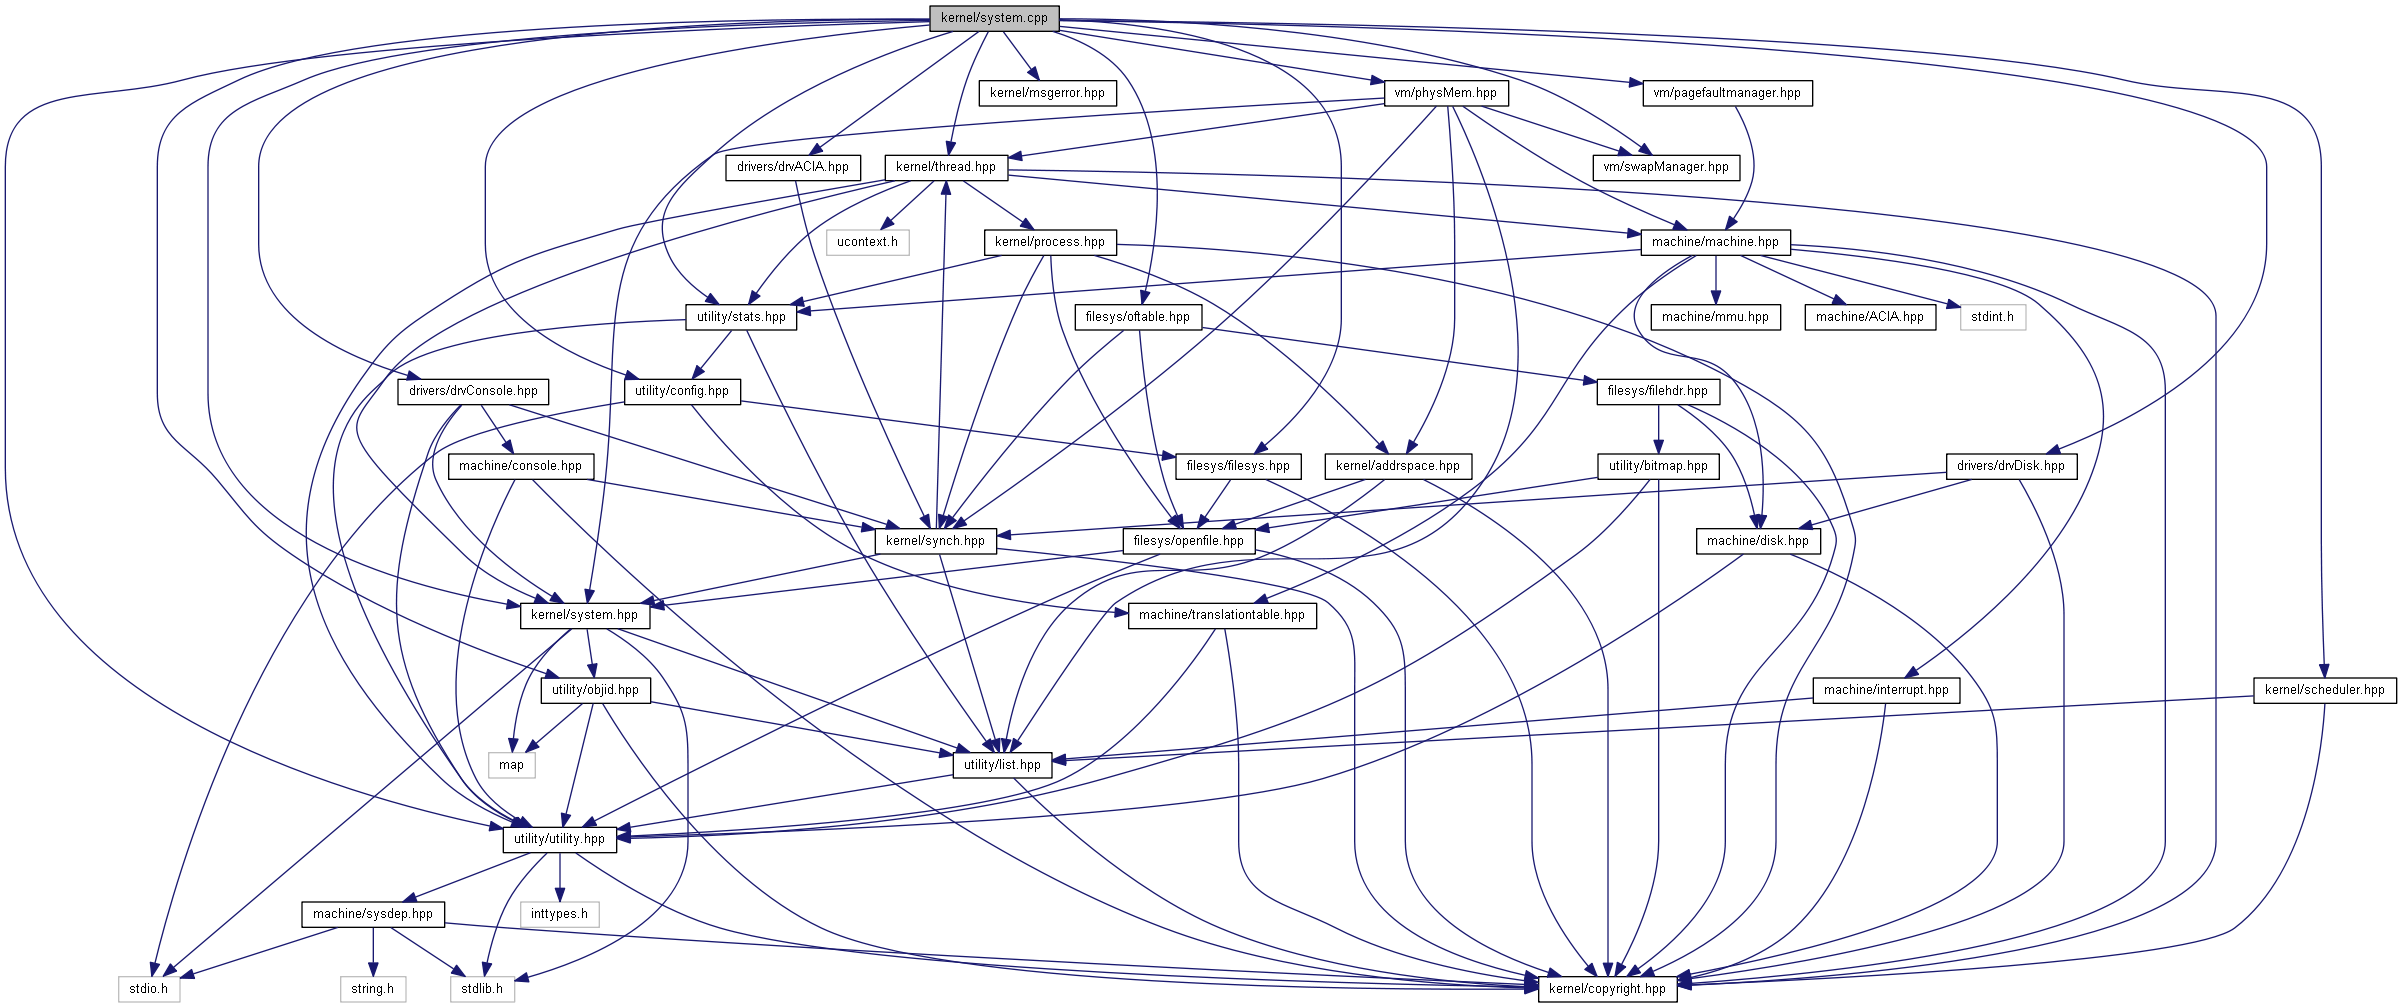 kernel/system.cpp
kernel/msgerror.hpp
vm/physMem.hpp
vm/pagefaultmanager.hpp
drivers/drvACIA.hpp
kernel/thread.hpp
vm/swapManager.hpp
ucontext.h
kernel/process.hpp
machine/machine.hpp
utility/stats.hpp
filesys/oftable.hpp
machine/mmu.hpp
machine/ACIA.hpp
stdint.h
drivers/drvConsole.hpp
utility/config.hpp
filesys/filehdr.hpp
machine/console.hpp
filesys/filesys.hpp
kernel/addrspace.hpp
utility/bitmap.hpp
drivers/drvDisk.hpp
kernel/synch.hpp
filesys/openfile.hpp
machine/disk.hpp
kernel/system.hpp
machine/translationtable.hpp
utility/objid.hpp
machine/interrupt.hpp
kernel/scheduler.hpp
map
utility/list.hpp
utility/utility.hpp
machine/sysdep.hpp
inttypes.h
stdio.h
string.h
stdlib.h
kernel/copyright.hpp